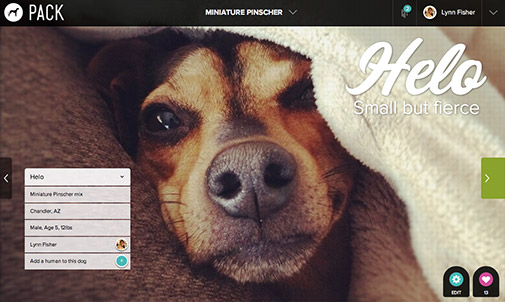 PACK
MINIATURE PINSCHER
2
Lynn Fisher
Helo
Small but fierce
Helo
Miniature Pinscher mix
Chandler, AZ
Male, Age 5, 12lbs
Lynn Fisher
Add a human to this dog
EDIT
13